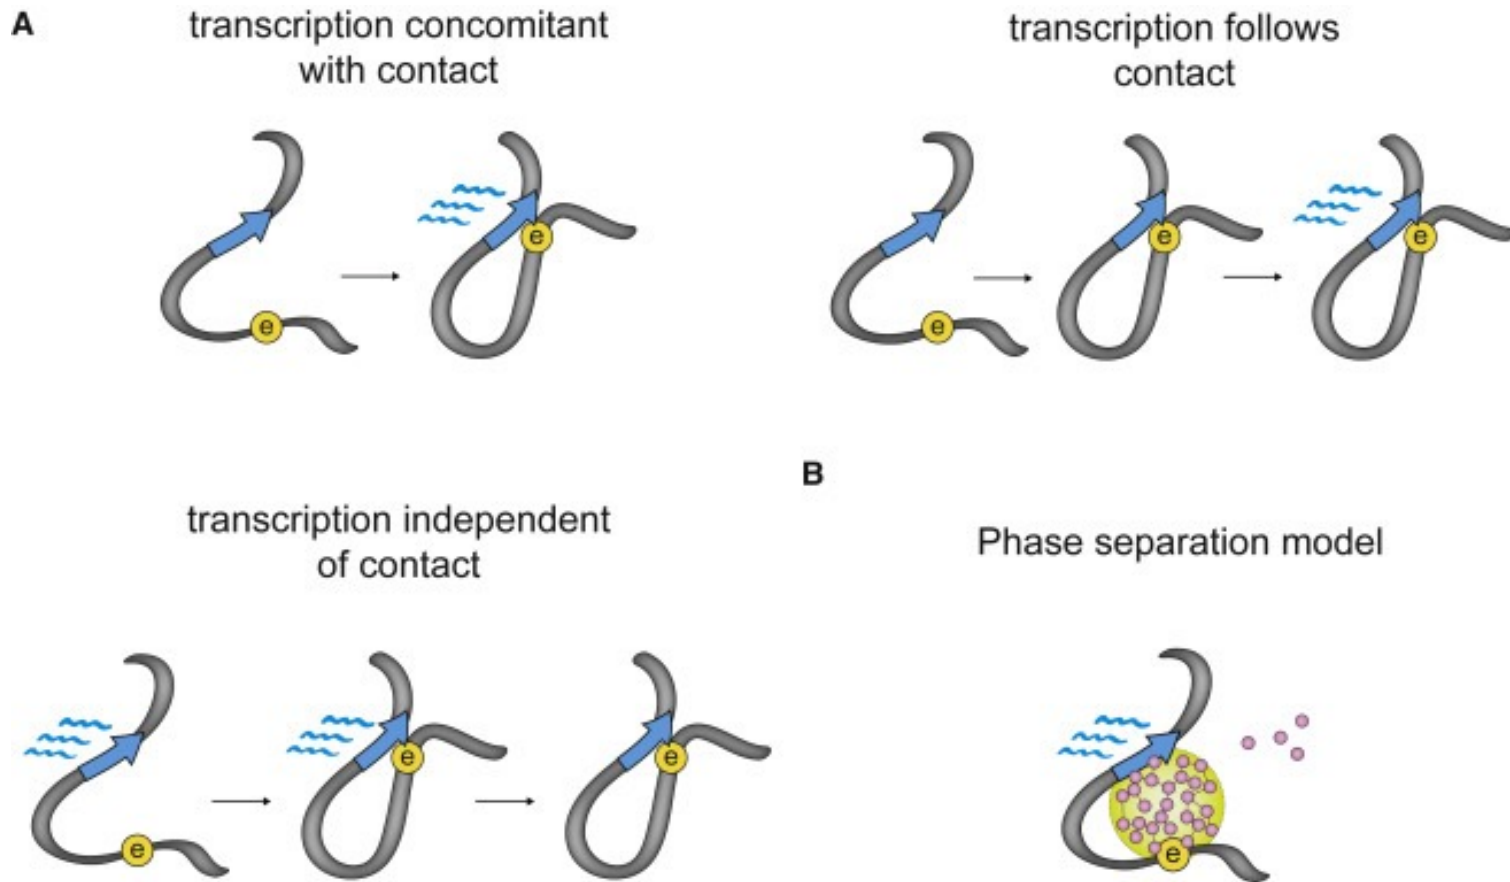 A
transcription concomitant
with contact
e
e
transcription follows
contact
e
e
e
transcription independent
of contact
e
e
e
B
Phase separation model
e